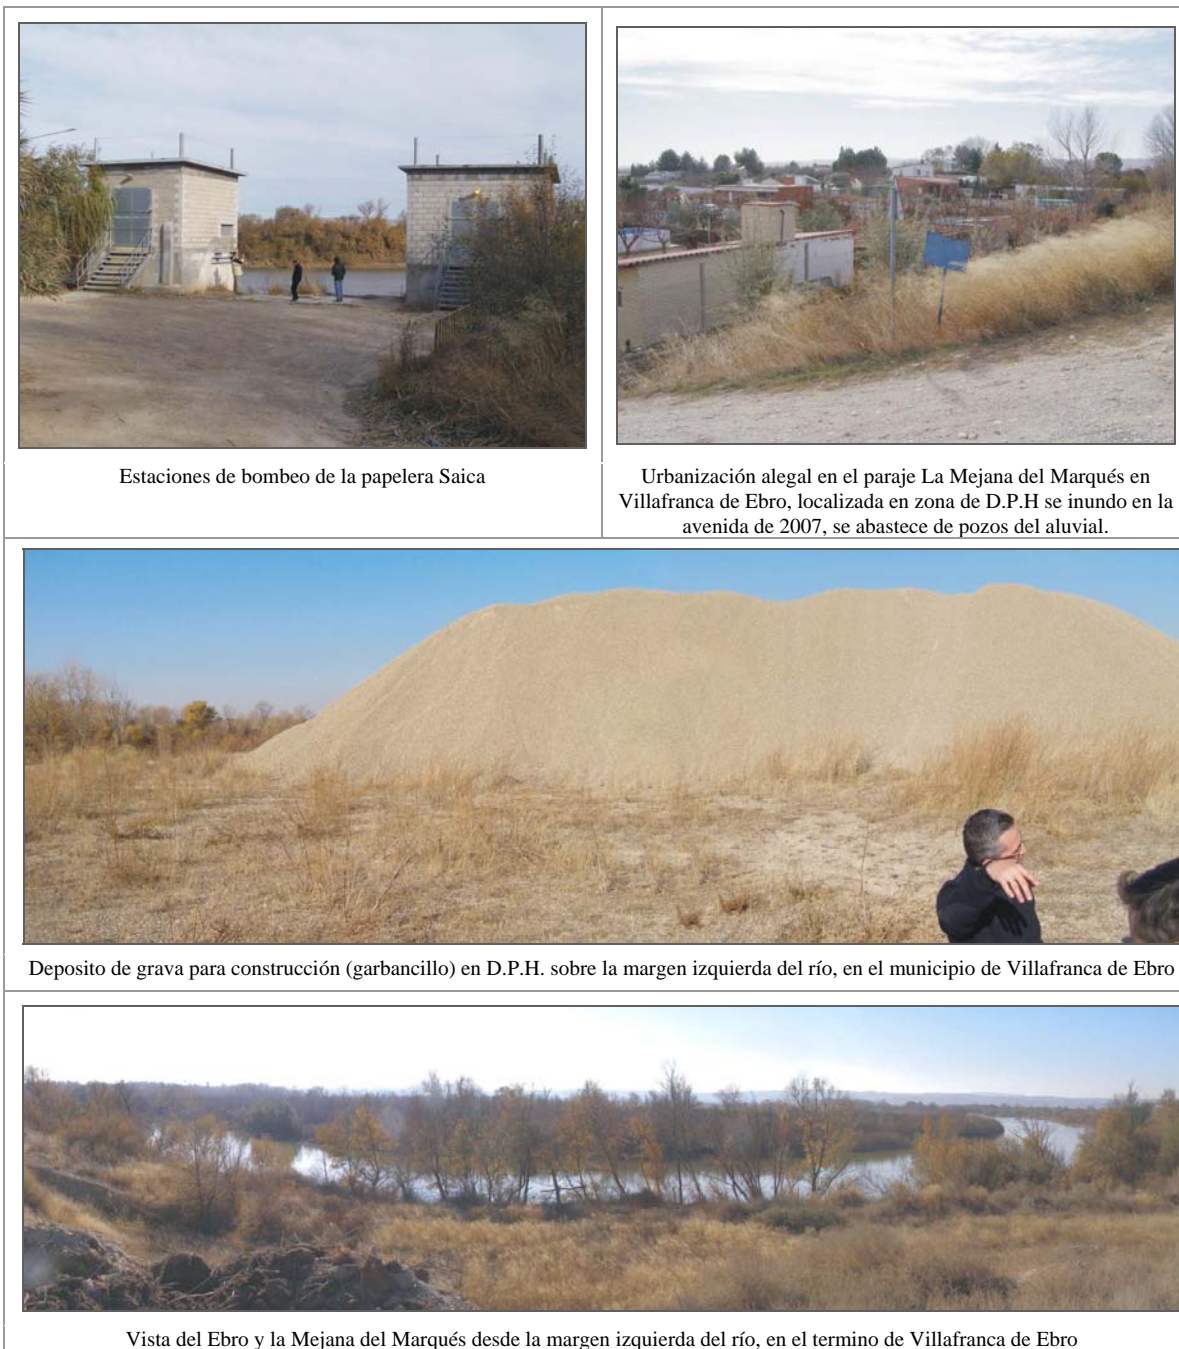 Estaciones de bombeo de la papelera Saica
Urbanización alegal en el paraje La Mejana del Marqués en
Villafranca de Ebro, localizada en zona de D.P.H se inundo en la
avenida de 2007, se abastece de pozos del aluvial.
Deposito de grava para construcción (garbancillo) en D.P.H. sobre la margen izquierda del río, en el municipio de Villafranca de Ebro
Vista del Ebro y la Mejana del Marqués desde la margen izquierda del río, en el termino de Villafranca de Ebro